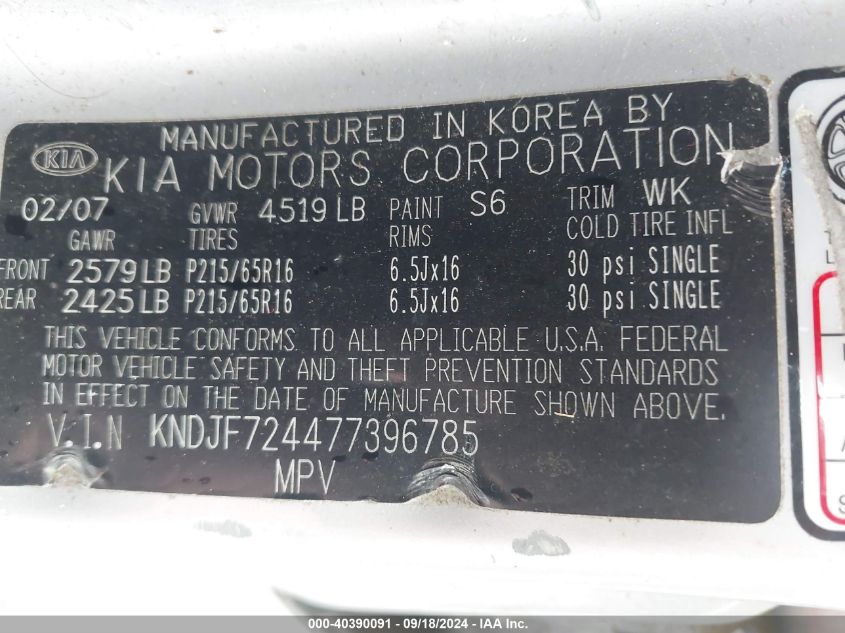 MANUFACTURED IN KOREA BY
KIA KIA MOTORS CORPORATION
02/07 GVWR 4519 LB PAINT S6 TRIM WK
GAWR TIRES RIMS COLD TIRE INFL
FRONT 2579 LB P215/65R16 6.5Jx16 30 psi SINGLE
REAR 2425 LB P215/65R16 6.5Jx16 30 psi SINGLE
THIS VEHICLE CONFORMS TO ALL APPLICABLE U.S.A. FEDERAL
MOTOR VEHICLE SAFETY AND THEFT PREVENTION STANDARDS
IN EFFECT ON THE DATE OF MANUFACTURE SHOWN ABOVE.
V.I.N KNDJF724477396785
MPV
000-40390091 - 09/18/2024 - IAA Inc.